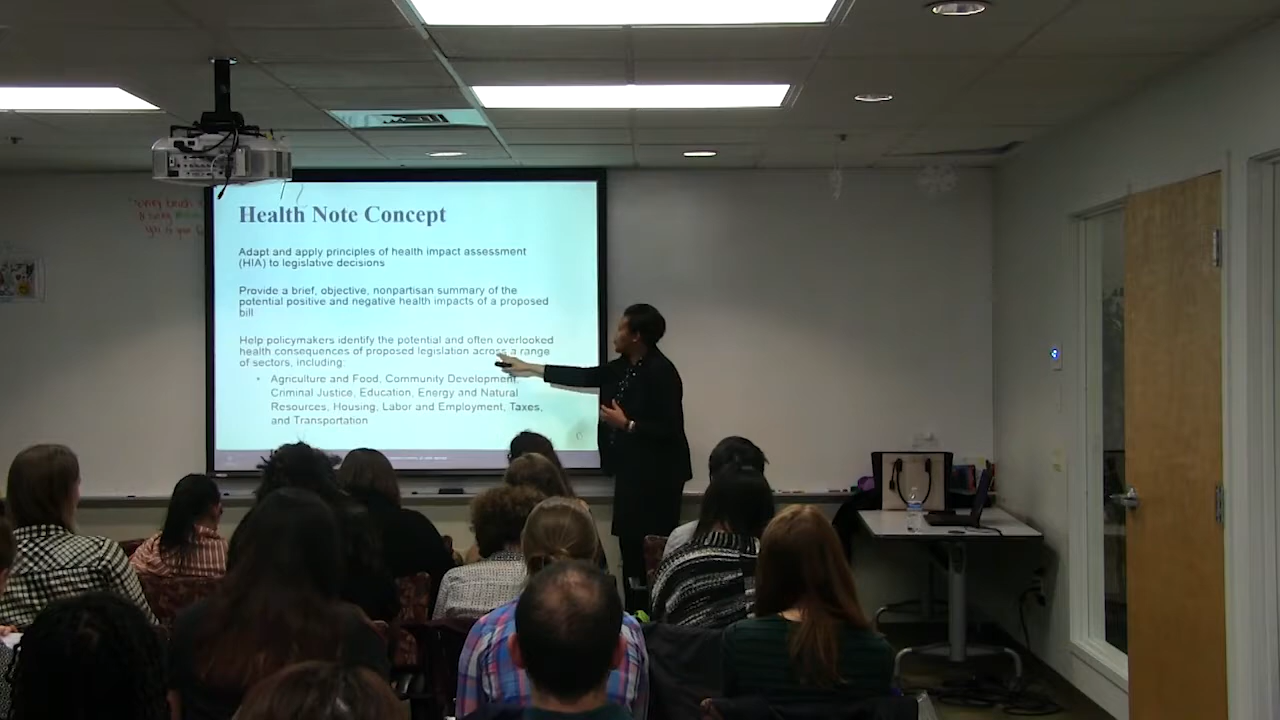 Health Note Concept
Adapt and apply principles of health impact assessment
(HIA) to legislative decisions
Provide a brief, objective, nonpartisan summary of the
potential positive and negative health impacts of a proposed
bill
Help policymakers identify the potential and often overlooked
health consequences of proposed legislation across a range
of sectors, including:
• Agriculture and Food, Community Development,
Criminal Justice, Education, Energy and Natural
Resources, Housing, Labor and Employment, Taxes,
and Transportation